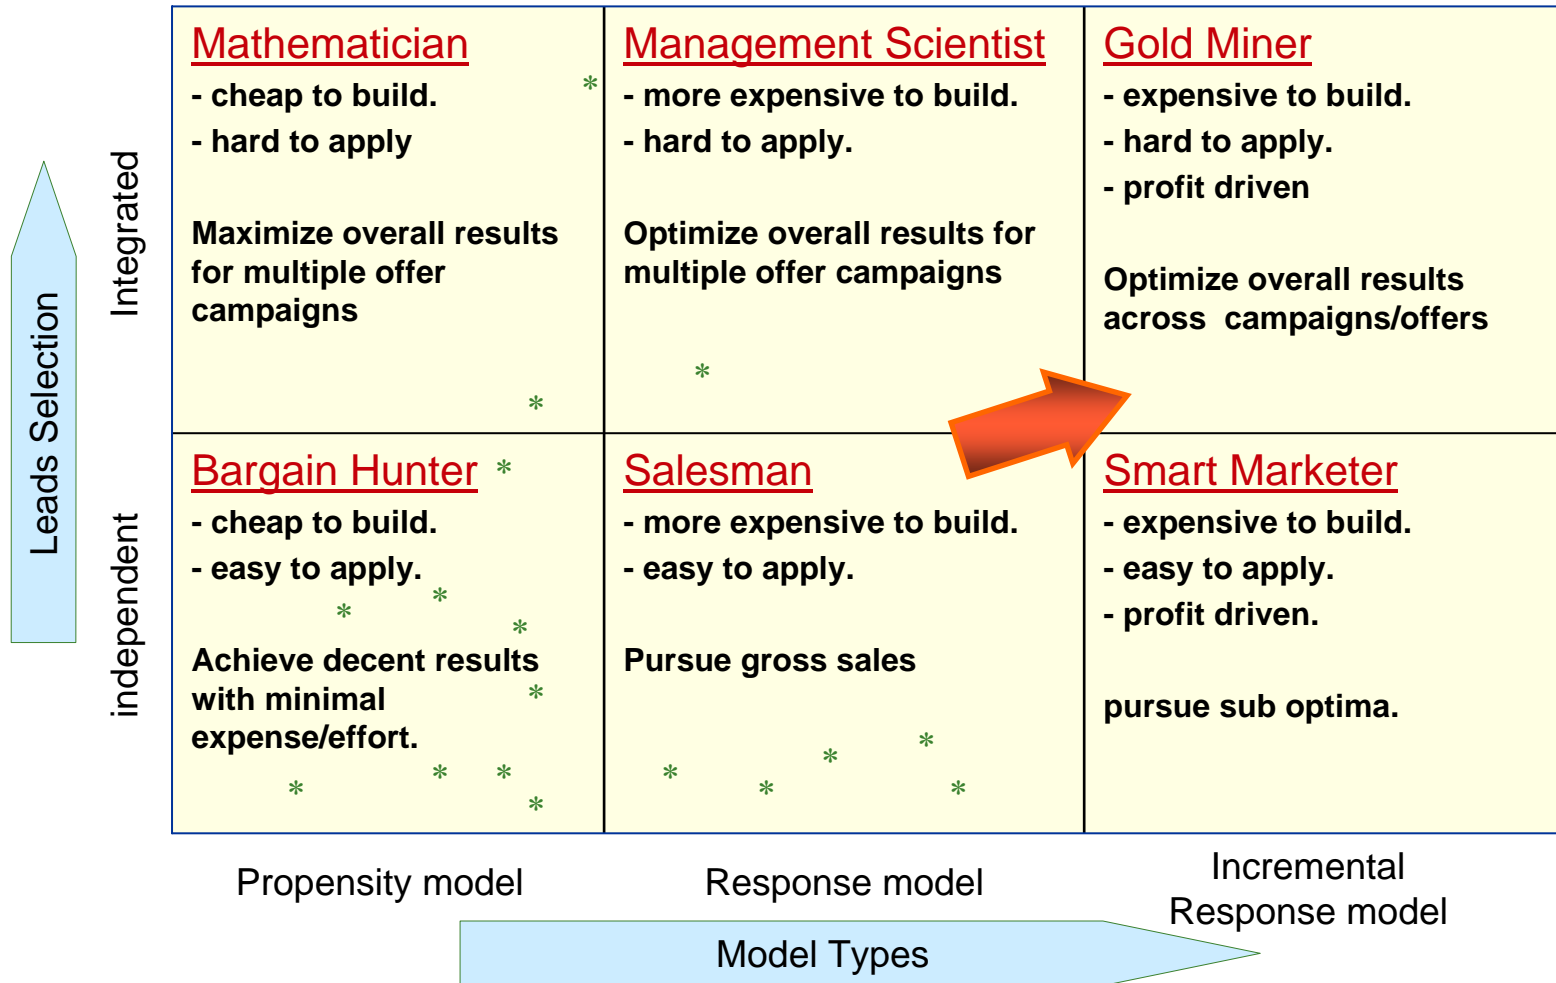 Mathematician
- cheap to build.
- hard to apply
Maximize overall results
for multiple offer
campaigns
Management Scientist
- more expensive to build.
- hard to apply.
Optimize overall results for
multiple offer campaigns
Gold Miner
- expensive to build.
- hard to apply.
- profit driven
Optimize overall results
across campaigns/offers
Integrated
Leads Selection
independent
Bargain Hunter
- cheap to build.
- easy to apply.
Achieve decent results
with minimal
expense/effort.
Salesman
- more expensive to build.
- easy to apply.
Pursue gross sales
Smart Marketer
- expensive to build.
- easy to apply.
- profit driven.
pursue sub optima.
Propensity model
Response model
Incremental
Response model
Model Types